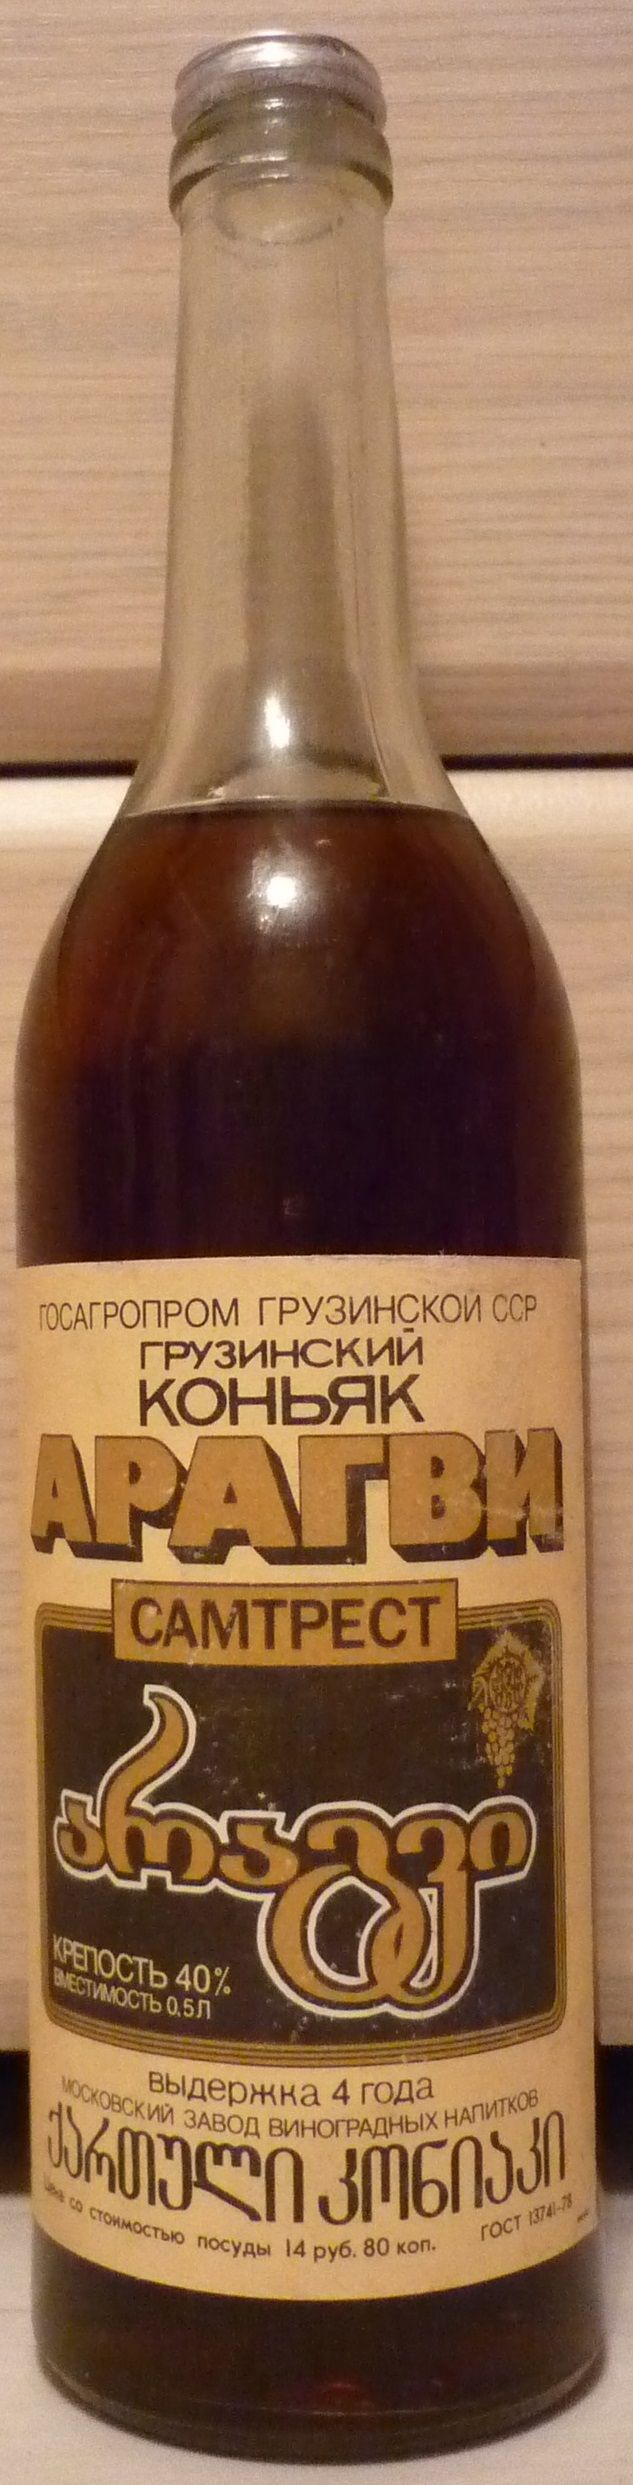 ГОСАГРОПРОМ ГРУЗИНСКОЙ ССР
ГРУЗИНСКИЙ
КОНЬЯК
АРАГВИ
САМТРЕСТ
არაგვი
КРЕПОСТЬ 40%
ВМЕСТИМОСТЬ 0,5Л
выдержка 4 года
МОСКОВСКИЙ ЗАВОД ВИНОГРАДНЫХ НАПИТКОВ
ქართული კონიაკი
Цена со стоимостью посуды 14 руб. 80 коп. ГОСТ 13741-78